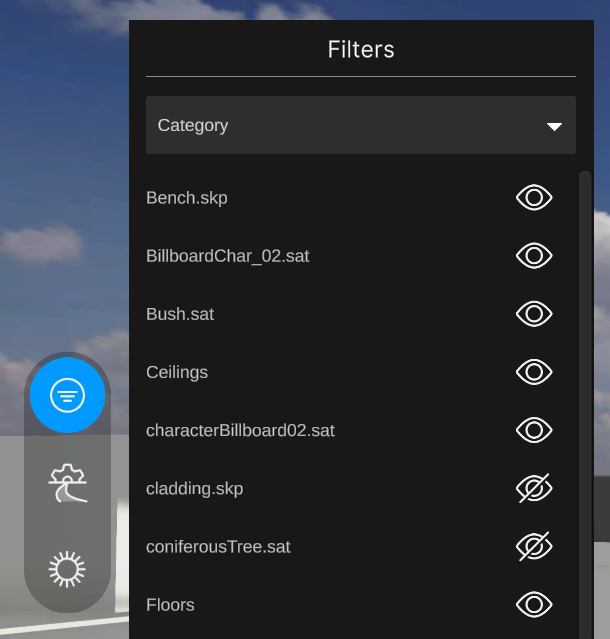 Filters
Category
Bench.skp
BillboardChar_02.sat
Bush.sat
Ceilings
characterBillboard02.sat
cladding.skp
coniferousTree.sat
Floors